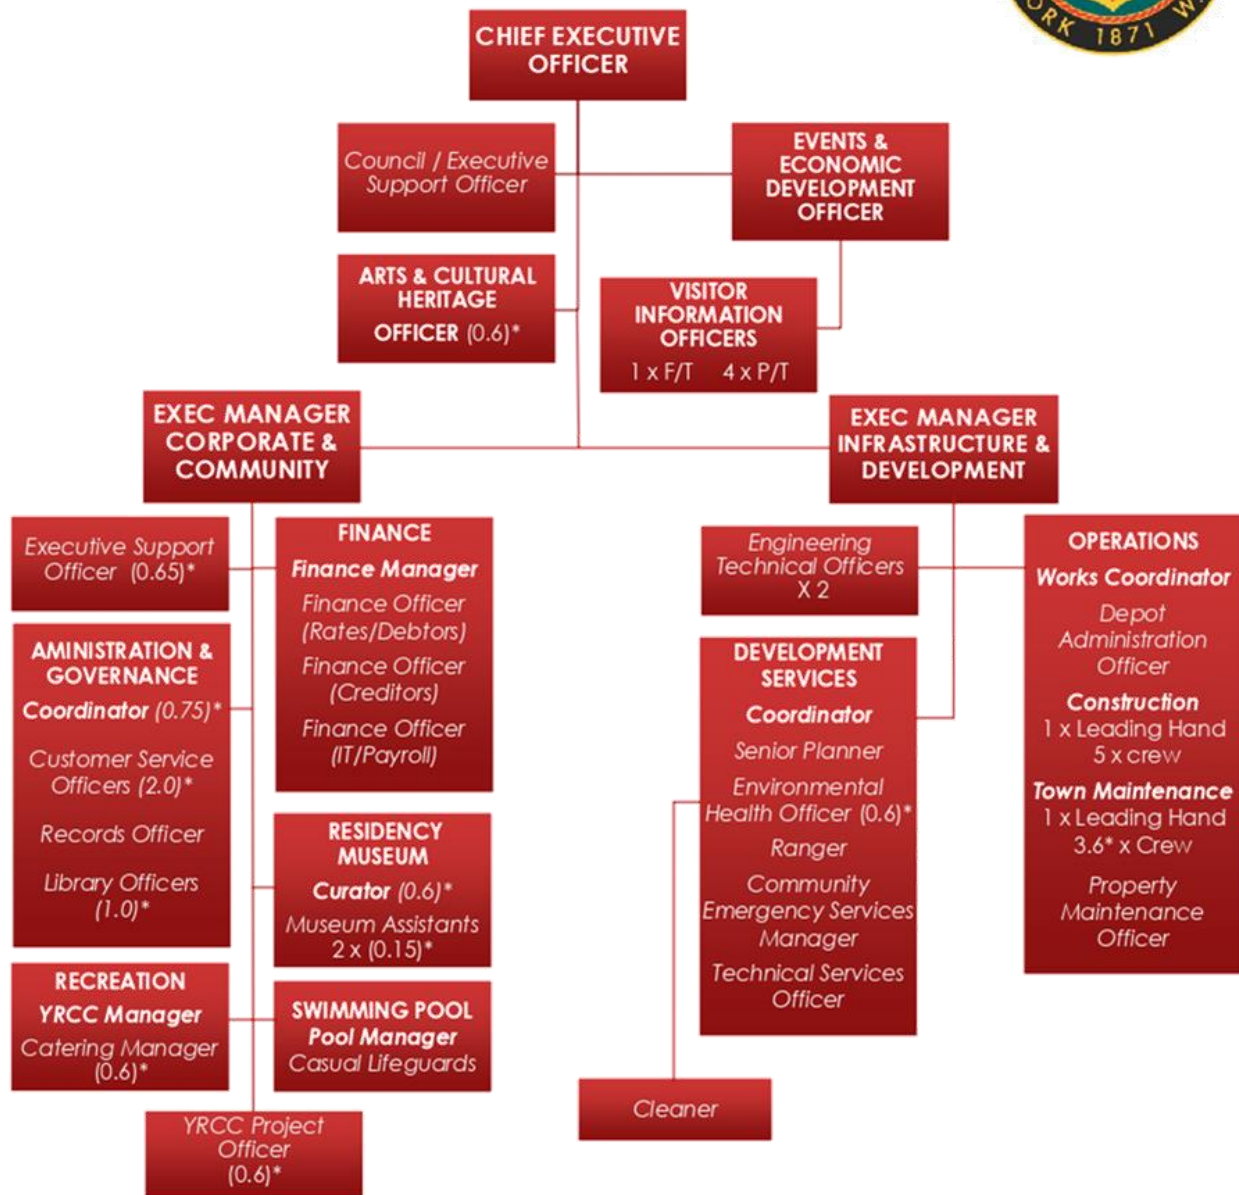 ORK 1871 W.
CHIEF EXECUTIVE
OFFICER
Council / Executive
Support Officer
EVENTS &
ECONOMIC
DEVELOPMENT
OFFICER
ARTS & CULTURAL
HERITAGE
OFFICER (0.6)*
VISITOR
INFORMATION
OFFICERS
1 x F/T 4 x P/T
EXEC MANAGER
CORPORATE &
COMMUNITY
EXEC MANAGER
INFRASTRUCTURE &
DEVELOPMENT
Executive Support
Officer (0.65)*
FINANCE
Finance Manager
Finance Officer
(Rates/Debtors)
Finance Officer
(Creditors)
Finance Officer
(IT/Payroll)
AMINISTRATION &
GOVERNANCE
Coordinator (0.75)*
Customer Service
Officers (2.0)*
Records Officer
Library Officers
(1.0)*
RESIDENCY
MUSEUM
Curator (0.6)*
Museum Assistants
2 x (0.15)*
RECREATION
YRCC Manager
Catering Manager
(0.6)*
SWIMMING POOL
Pool Manager
Casual Lifeguards
YRCC Project
Officer
(0.6)*
Engineering
Technical Officers
X 2
DEVELOPMENT
SERVICES
Coordinator
Senior Planner
Environmental
Health Officer (0.6)*
Ranger
Community
Emergency Services
Manager
Technical Services
Officer
OPERATIONS
Works Coordinator
Depot
Administration
Officer
Construction
1 x Leading Hand
5 x crew
Town Maintenance
1 x Leading Hand
3.6* x Crew
Property
Maintenance
Officer
Cleaner